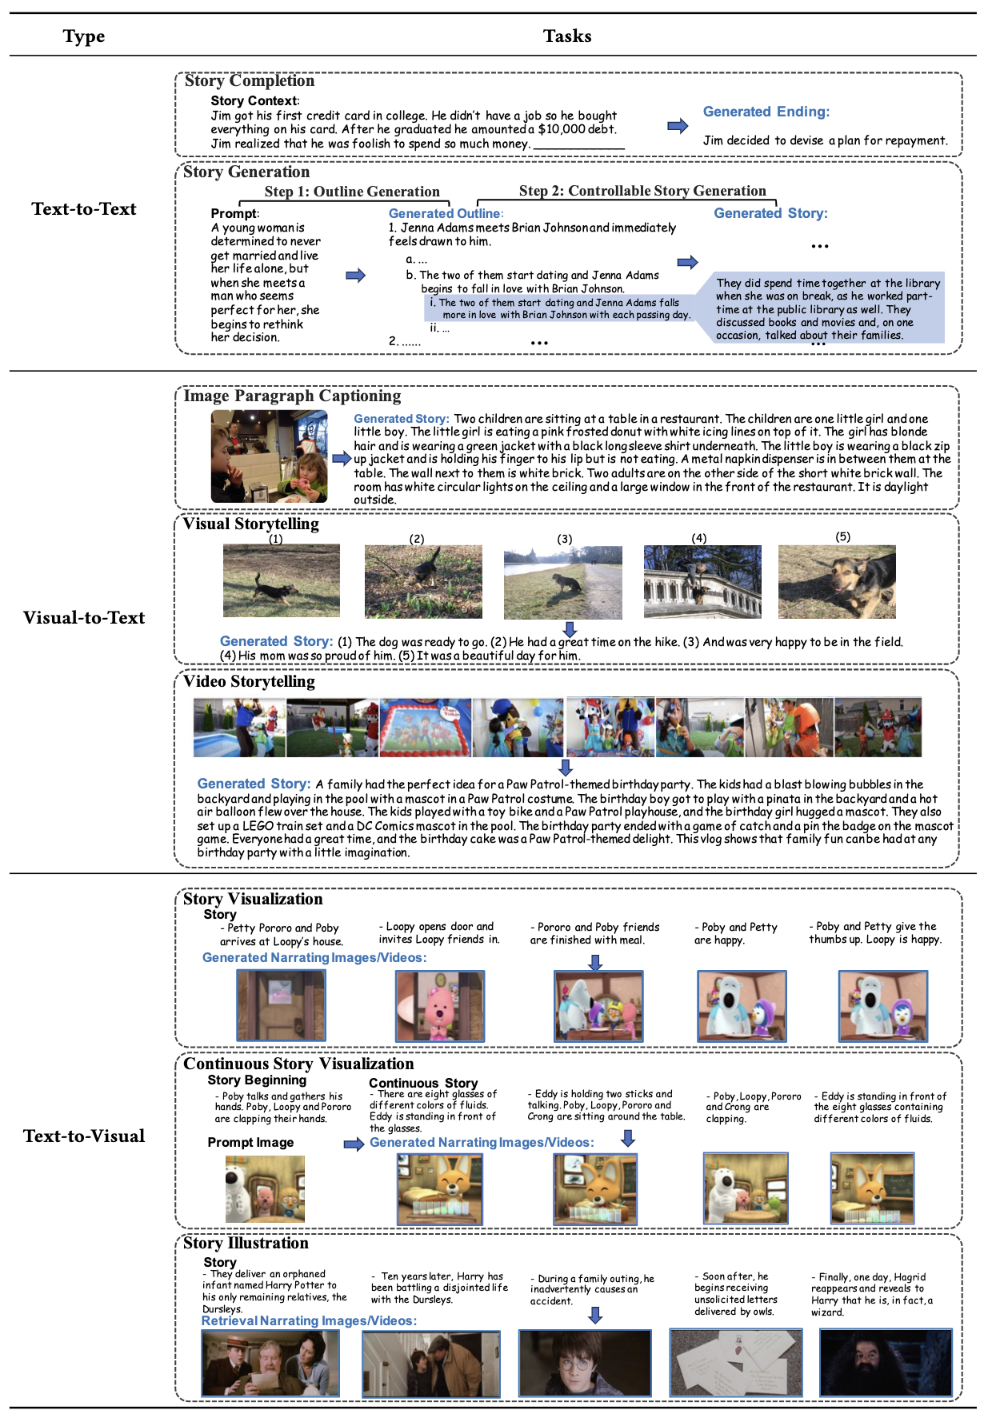 Type
Tasks
Text-to-Text
Story Completion
Story Context:
Jim got his first credit card in college. He didn't have a job so he bought
everything on his card. After he graduated he amounted a $10,000 debt.
Jim realized that he was foolish to spend so much money. ____________
Generated Ending:
Jim decided to devise a plan for repayment.
Story Generation
Step 1: Outline Generation
Step 2: Controllable Story Generation
Prompt:
A young woman is
determined to never
get married and live
her life alone, but
when she meets a
man who seems
perfect for her, she
begins to rethink
her decision.
Generated Outline:
1. Jenna Adams meets Brian Johnson and immediately
feels drawn to him.
a. ...
b. The two of them start dating and Jenna Adams
begins to fall in love with Brian Johnson.
i. The two of them start dating and Jenna Adams falls
more in love with Brian Johnson with each passing day.
ii. ...
2. ......
...
Generated Story:
...
They did spend time together at the library
when she was on break, as he worked part-
time at the public library as well. They
discussed books and movies and, on one
occasion, talked about their families.
...
Visual-to-Text
Image Paragraph Captioning
Generated Story: Two children are sitting at a table in a restaurant. The children are one little girl and one
little boy. The little girl is eating a pink frosted donut with white icing lines on top of it. The girl has blonde
hair and is wearing a green jacket with a black long sleeve shirt underneath. The little boy is wearing a black zip
up jacket and is holding his finger to his lip but is not eating. A metal napkin dispenser is in between them at the
table. The wall next to them is white brick. Two adults are on the other side of the short white brick wall. The
room has white circular lights on the ceiling and a large window in the front of the restaurant. It is daylight
outside.
Visual Storytelling
(1)
(2)
(3)
(4)
(5)
Generated Story: (1) The dog was ready to go. (2) He had a great time on the hike. (3) And was very happy to be in the field.
(4) His mom was so proud of him. (5) It was a beautiful day for him.
Video Storytelling
Generated Story: A family had the perfect idea for a Paw Patrol-themed birthday party. The kids had a blast blowing bubbles in the
backyard and playing in the pool with a mascot in a Paw Patrol costume. The birthday boy got to play with a pinata in the backyard and a hot
air balloon flew over the house. The kids played with a toy bike and a Paw Patrol playhouse, and the birthday girl hugged a mascot. They also
set up a LEGO train set and a DC Comics mascot in the pool. The birthday party ended with a game of catch and a pin the badge on the mascot
game. Everyone had a great time, and the birthday cake was a Paw Patrol-themed delight. This vlog shows that family fun canbe had at any
birthday party with a little imagination.
Text-to-Visual
Story Visualization
Story
- Petty Pororo and Poby
arrives at Loopy's house.
- Loopy opens door and
invites Loopy friends in.
- Pororo and Poby friends
are finished with meal.
- Poby and Petty
are happy.
- Poby and Petty give the
thumbs up. Loopy is happy.
Generated Narrating Images/Videos:
Continuous Story Visualization
Story Beginning
- Poby talks and gathers his
hands. Poby, Loopy and Pororo
are clapping their hands.
Prompt Image
Continuous Story
- There are eight glasses of
different colors of fluids.
Eddy is standing in front of
the glasses.
- Eddy is holding two sticks and
talking. Poby, Loopy, Pororo and
Crong are sitting around the table.
- Poby, Loopy, Pororo
and Crong are
clapping.
- Eddy is standing in front of
the eight glasses containing
different colors of fluids.
Generated Narrating Images/Videos:
Story Illustration
Story
- They deliver an orphaned
infant named Harry Potter to
his only remaining relatives, the
Dursleys.
- Ten years later, Harry has
been battling a disjointed life
with the Dursleys.
- During a family outing, he
inadvertently causes an
accident.
- Soon after, he
begins receiving
unsolicited letters
delivered by owls.
- Finally, one day, Hagrid
reappears and reveals to
Harry that he is, in fact, a
wizard.
Retrieval Narrating Images/Videos: